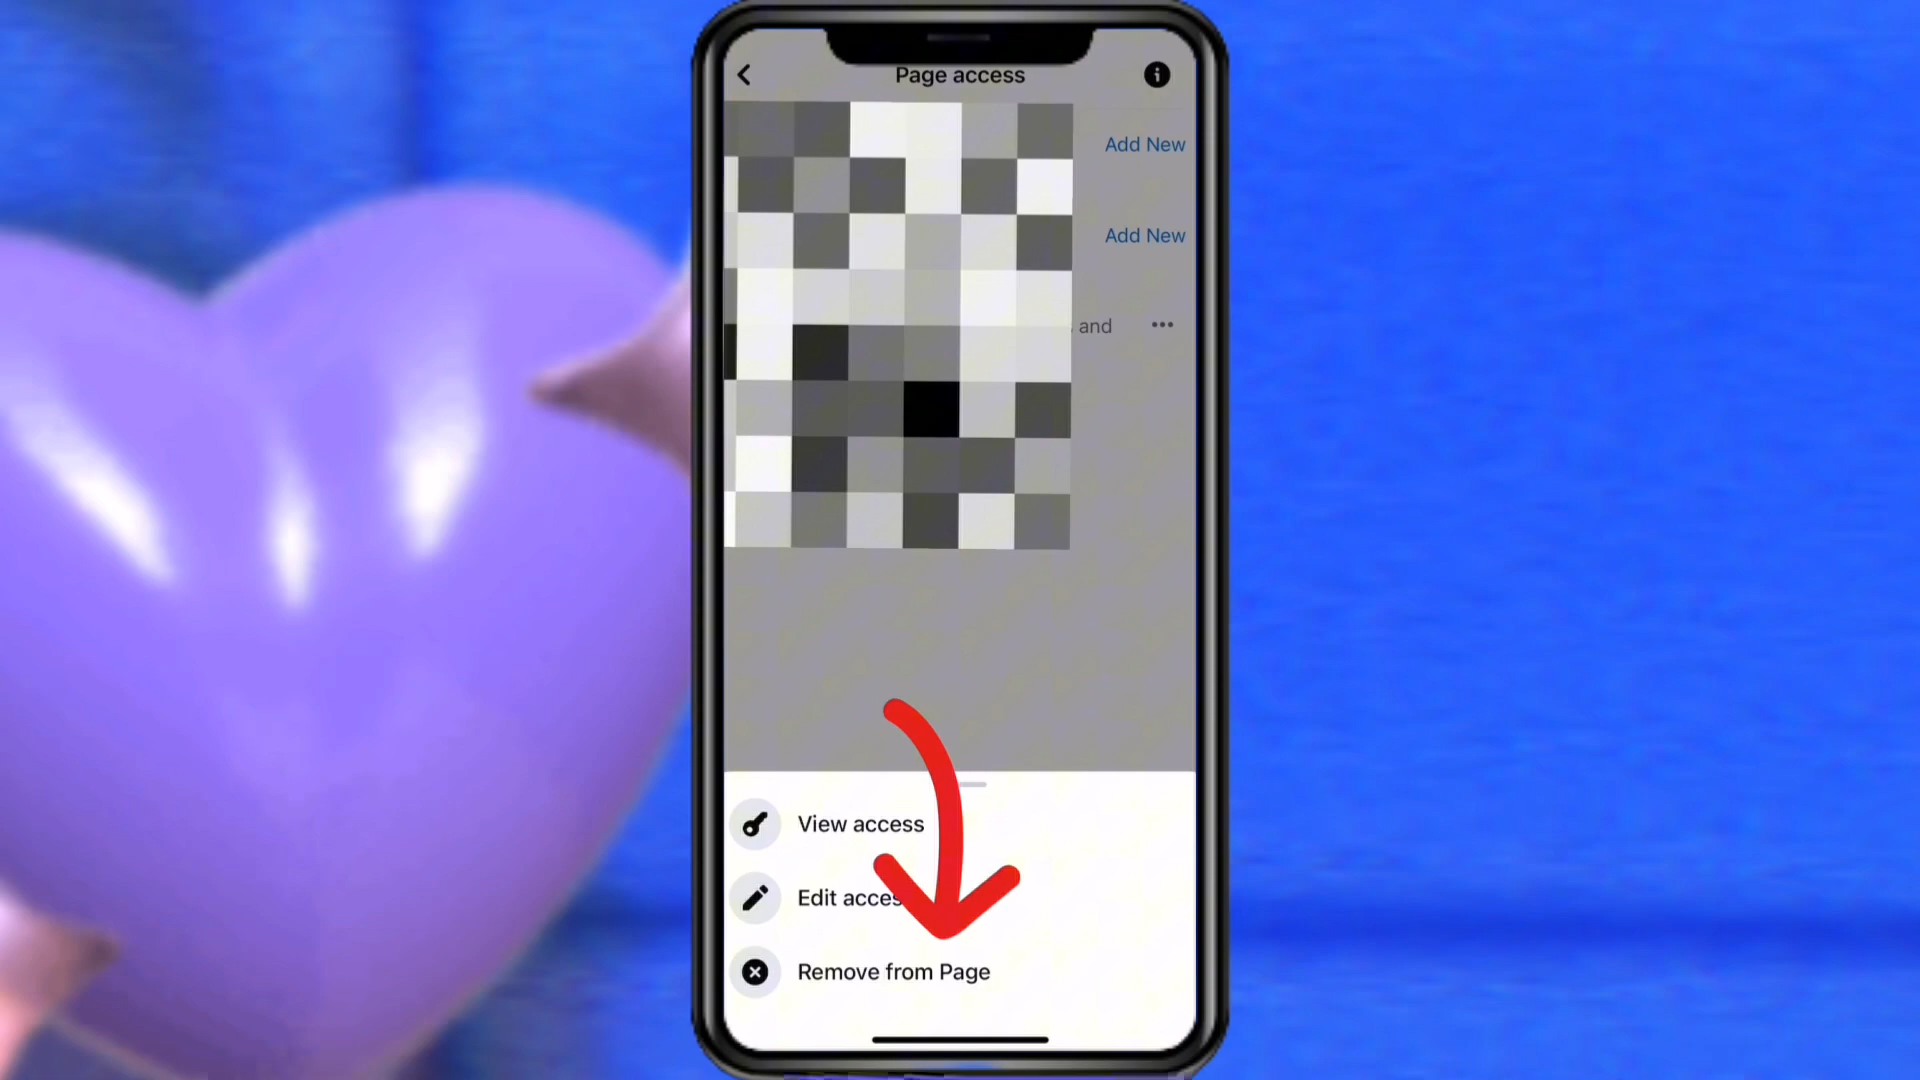 Page access
Add New
Add New
and
View access
Edit acces
Remove from Page